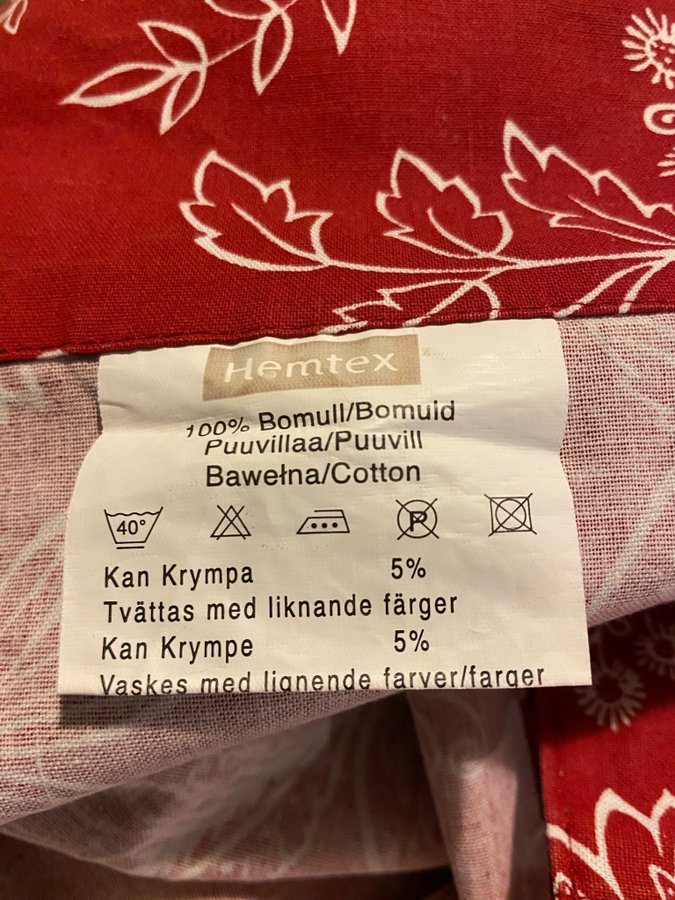 Hemtex
100% Bomull/Bomuld
Puuvillaa/Puuvill
Bawełna/Cotton
40° P
Kan Krympa 5%
Tvättas med liknande färger
Kan Krympe 5%
Vaskes med lignende farver/farger